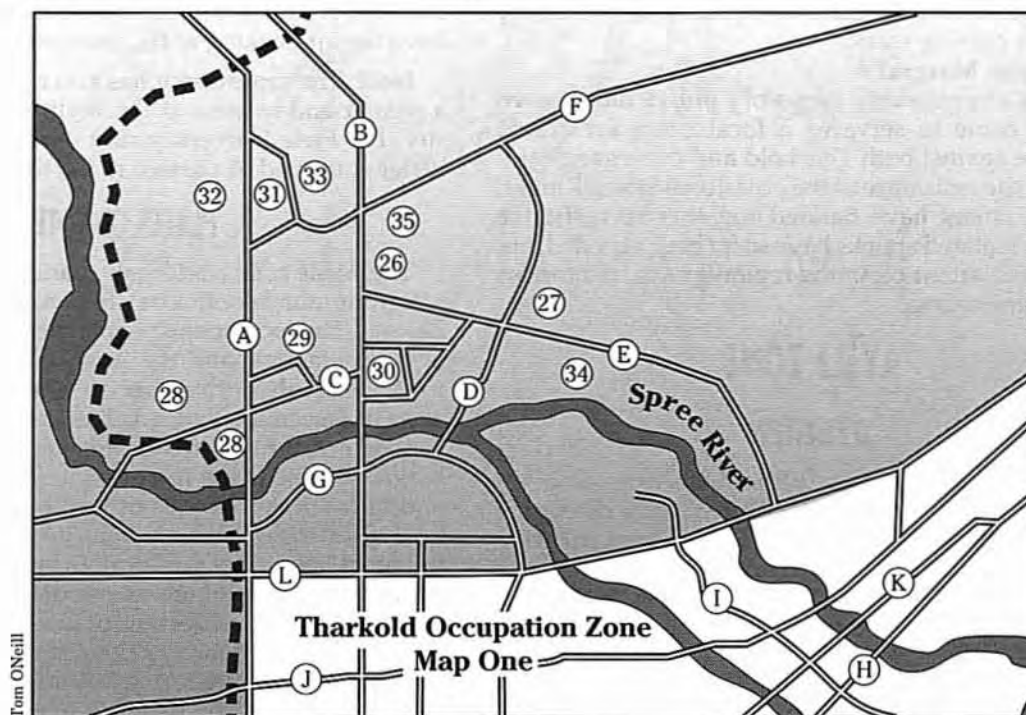 F
B
33
32
31
35
26
27
A
29
E
C
30
34
28
D
Spree River
28
G
L
K
I
Tharkold Occupation Zone
Map One
H
J
Tom ONeill